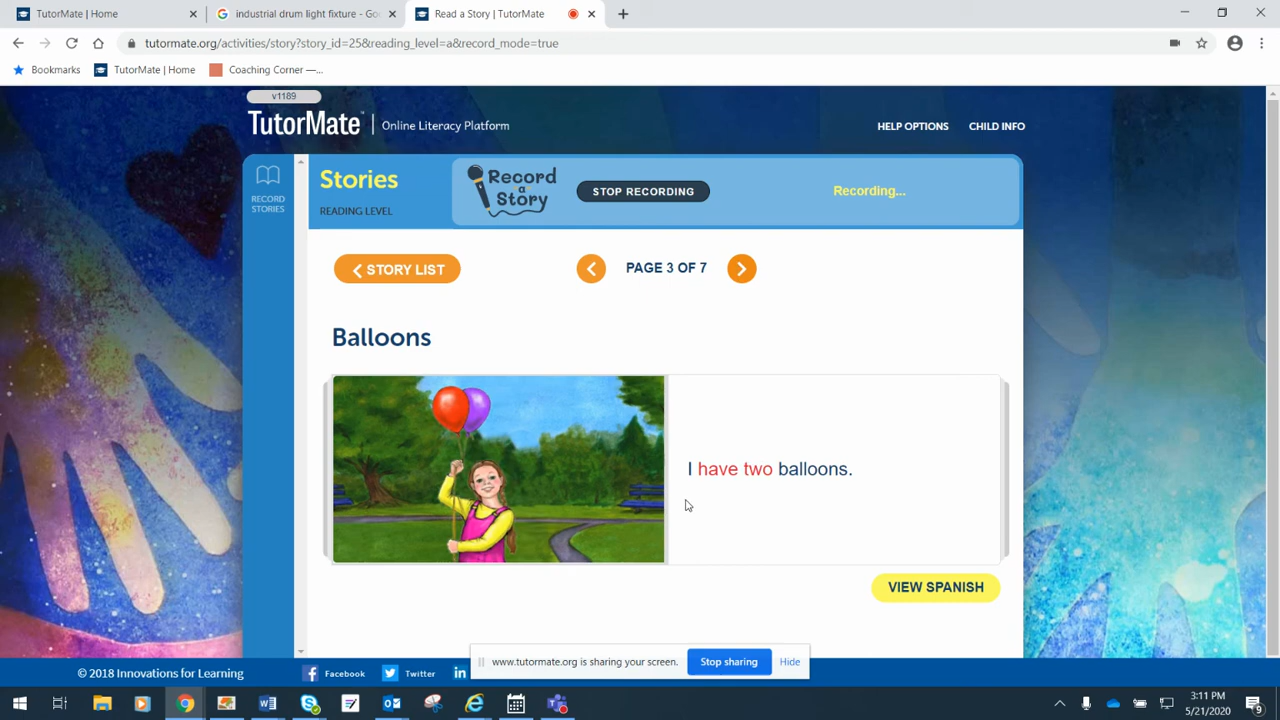 TutorMate | Home
industrial drum light fixture - Goo
Read a Story | TutorMate
tutormate.org/activities/story?story_id=25&reading_level=a&record_mode=true
Bookmarks
TutorMate | Home
Coaching Corner —...
v1189
TutorMate | Online Literacy Platform
HELP OPTIONS
CHILD INFO
RECORD
STORIES
Stories
READING LEVEL
Record
a
Story
STOP RECORDING
Recording...
STORY LIST
PAGE 3 OF 7
Balloons
I have two balloons.
VIEW SPANISH
www.tutormate.org is sharing your screen.
Stop sharing
Hide
© 2018 Innovations for Learning
Facebook
Twitter
in
3:11 PM
5/21/2020
9